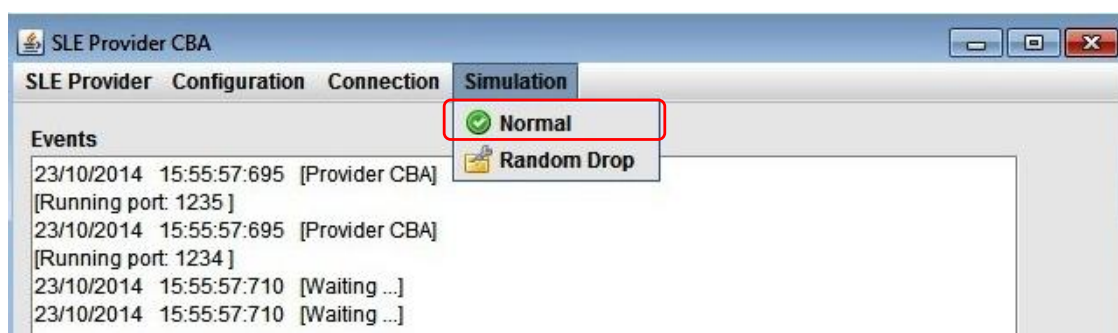 SLE Provider CBA
SLE Provider Configuration Connection Simulation
Normal
Random Drop
Events
23/10/2014 15:55:57:695 [Provider CBA]
[Running port: 1235 ]
23/10/2014 15:55:57:695 [Provider CBA]
[Running port: 1234 ]
23/10/2014 15:55:57:710 [Waiting ...]
23/10/2014 15:55:57:710 [Waiting ...]